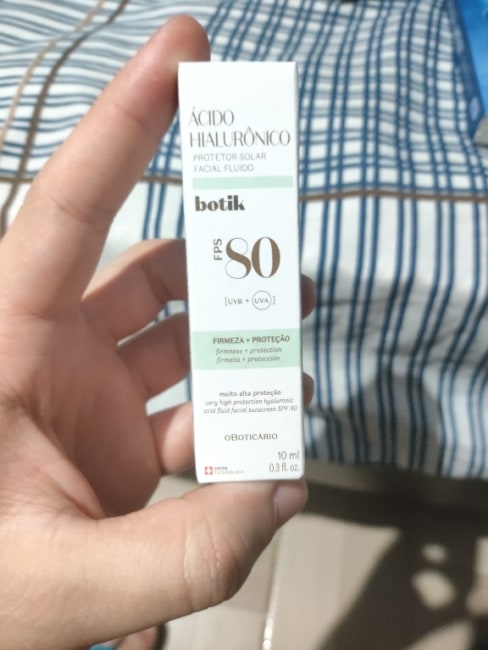 ÁCIDO
HIALURÔNICO
PROTETOR SOLAR
FACIAL FLUIDO
botik
FPS 80
[UVB + UVA]
FIRMEZA + PROTEÇÃO
firmness + protection
firmeza + protección
muito alta proteção
very high protection hyaluronic
acid fluid facial sunscreen SPF 80
oBOTICÁRIO
10 ml
0.3 fl. oz.